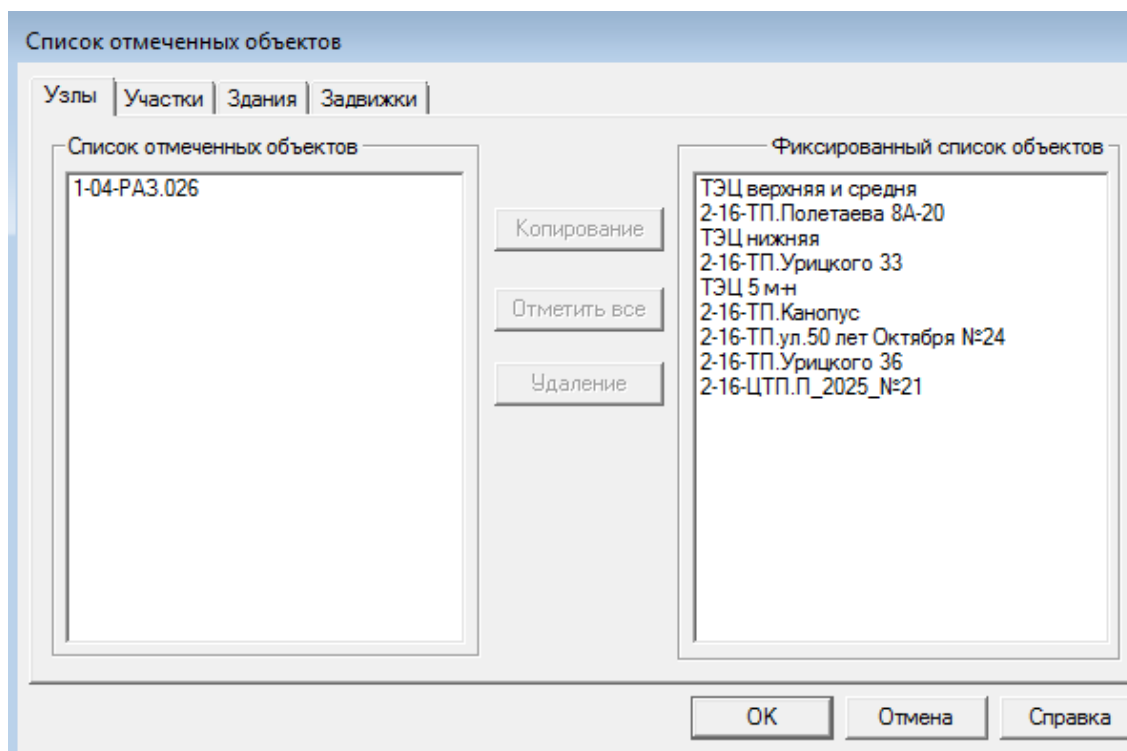 Список отмеченных объектов
Узлы Участки Здания Задвижки
Список отмеченных объектов
1-04-РАЗ.026
Копирование
Отметить все
Удаление
Фиксированный список объектов
ТЭЦ верхняя и средня
2-16-ТП.Полетаева 8А-20
ТЭЦ нижняя
2-16-ТП.Урицкого 33
ТЭЦ 5 м-н
2-16-ТП.Канопус
2-16-ТП.ул.50 лет Октября №24
2-16-ТП.Урицкого 36
2-16-ЦТП.П_2025_№21
OK Отмена Справка